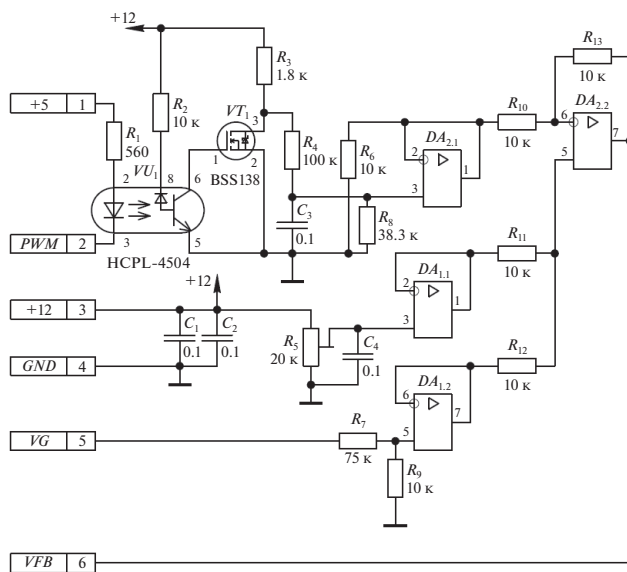 +12
R3
1.8 к
R13
10 к
+5 1
R2
10 к
VT1
3
1 2
BSS138
R1
560
VU1
2 8 6
3 5
HCPL-4504
R4
100 к
R6
10 к
DA2.1
2
3
1
R10
10 к
DA2.2
6
5
7
PWM 2
C3
0.1
R8
38.3 к
+12
+12 3
C1
0.1
C2
0.1
R5
20 к
C4
0.1
DA1.1
2
3
1
R11
10 к
GND 4
DA1.2
6
5
7
R12
10 к
VG 5
R7
75 к
R9
10 к
VFB 6